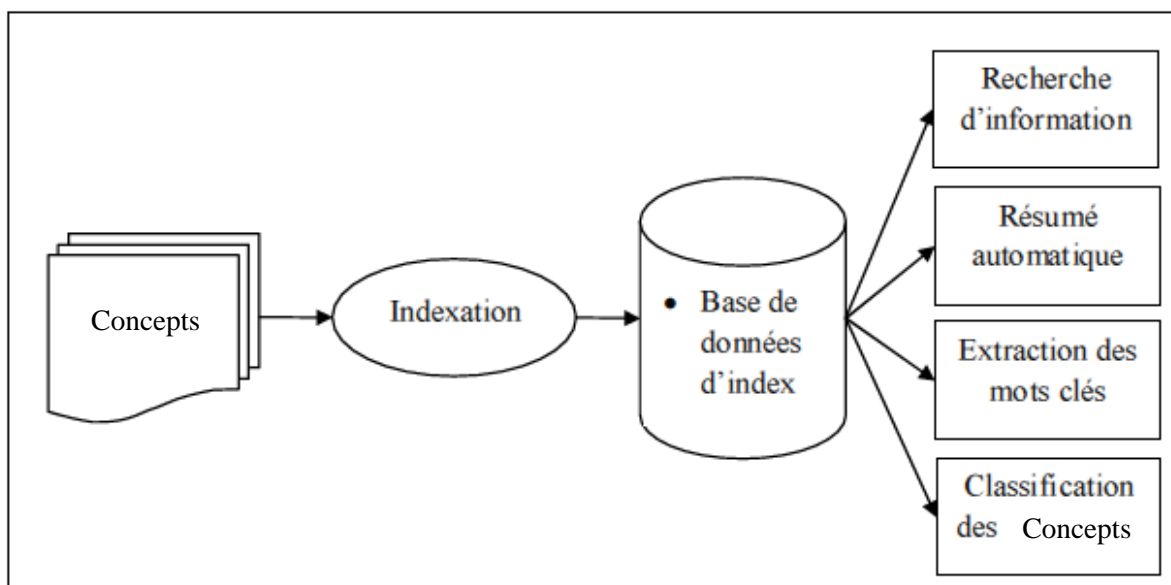 Concepts
Indexation
• Base de
données
d'index
Recherche
d'information
Résumé
automatique
Extraction des
mots clés
Classification
des Concepts